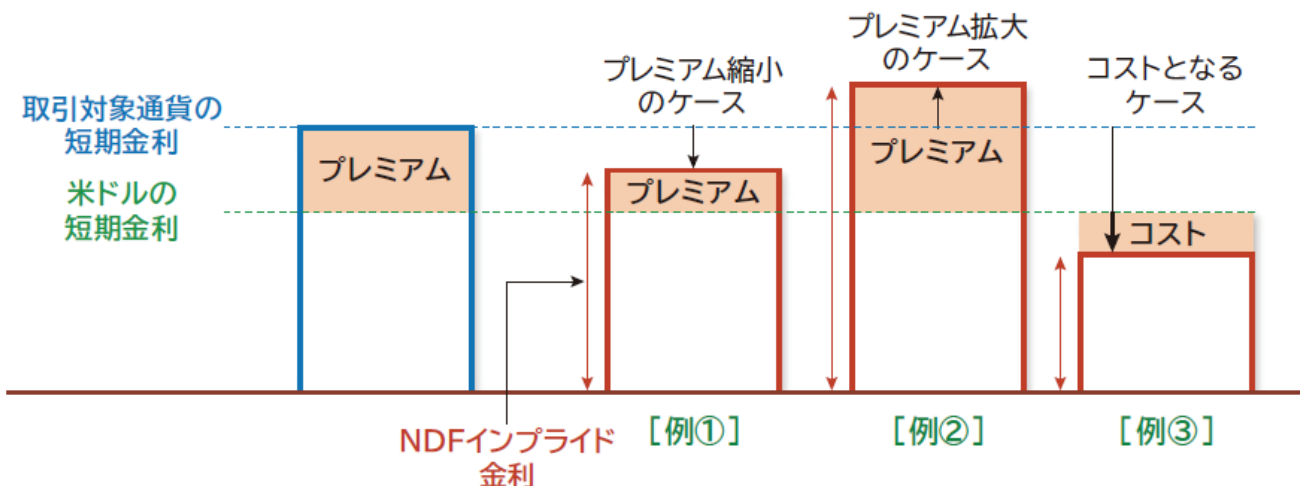 取引対象通貨の
短期金利
米ドルの
短期金利
プレミアム
プレミアム縮小
のケース
プレミアム
プレミアム拡大
のケース
プレミアム
コストとなる
ケース
コスト
NDFインプライド
金利
［例①］
［例②］
［例③］